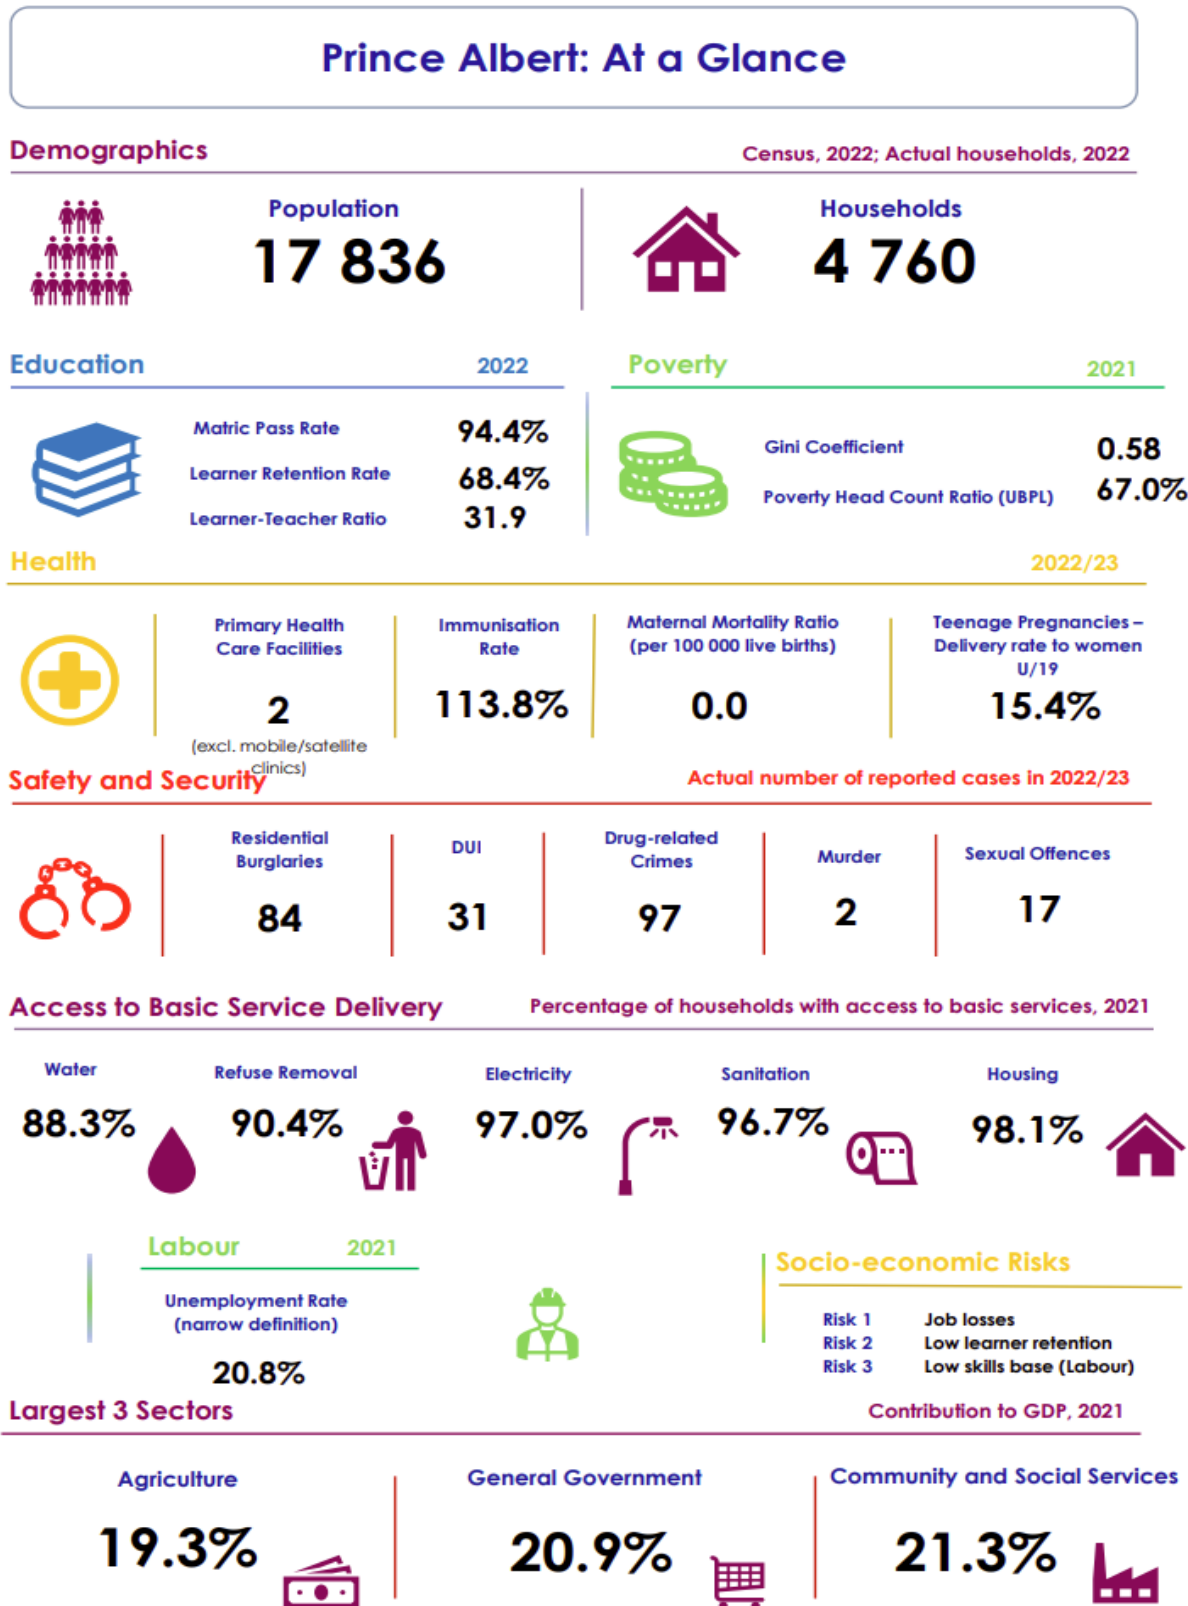 Prince Albert: At a Glance
Demographics
Census, 2022; Actual households, 2022
Population
17 836
Households
4 760
Education
2022
Matric Pass Rate
94.4%
Learner Retention Rate
68.4%
Learner-Teacher Ratio
31.9
Poverty
2021
Gini Coefficient
0.58
Poverty Head Count Ratio (UBPL)
67.0%
Health
2022/23
Primary Health
Care Facilities
2
(excl. mobile/satellite
clinics)
Immunisation
Rate
113.8%
Maternal Mortality Ratio
(per 100 000 live births)
0.0
Teenage Pregnancies –
Delivery rate to women
U/19
15.4%
Safety and Security
Actual number of reported cases in 2022/23
Residential
Burglaries
84
DUI
31
Drug-related
Crimes
97
Murder
2
Sexual Offences
17
Access to Basic Service Delivery
Percentage of households with access to basic services, 2021
Water
88.3%
Refuse Removal
90.4%
Electricity
97.0%
Sanitation
96.7%
Housing
98.1%
Labour
2021
Unemployment Rate
(narrow definition)
20.8%
Socio-economic Risks
Risk 1 Job losses
Risk 2 Low learner retention
Risk 3 Low skills base (Labour)
Largest 3 Sectors
Contribution to GDP, 2021
Agriculture
19.3%
General Government
20.9%
Community and Social Services
21.3%